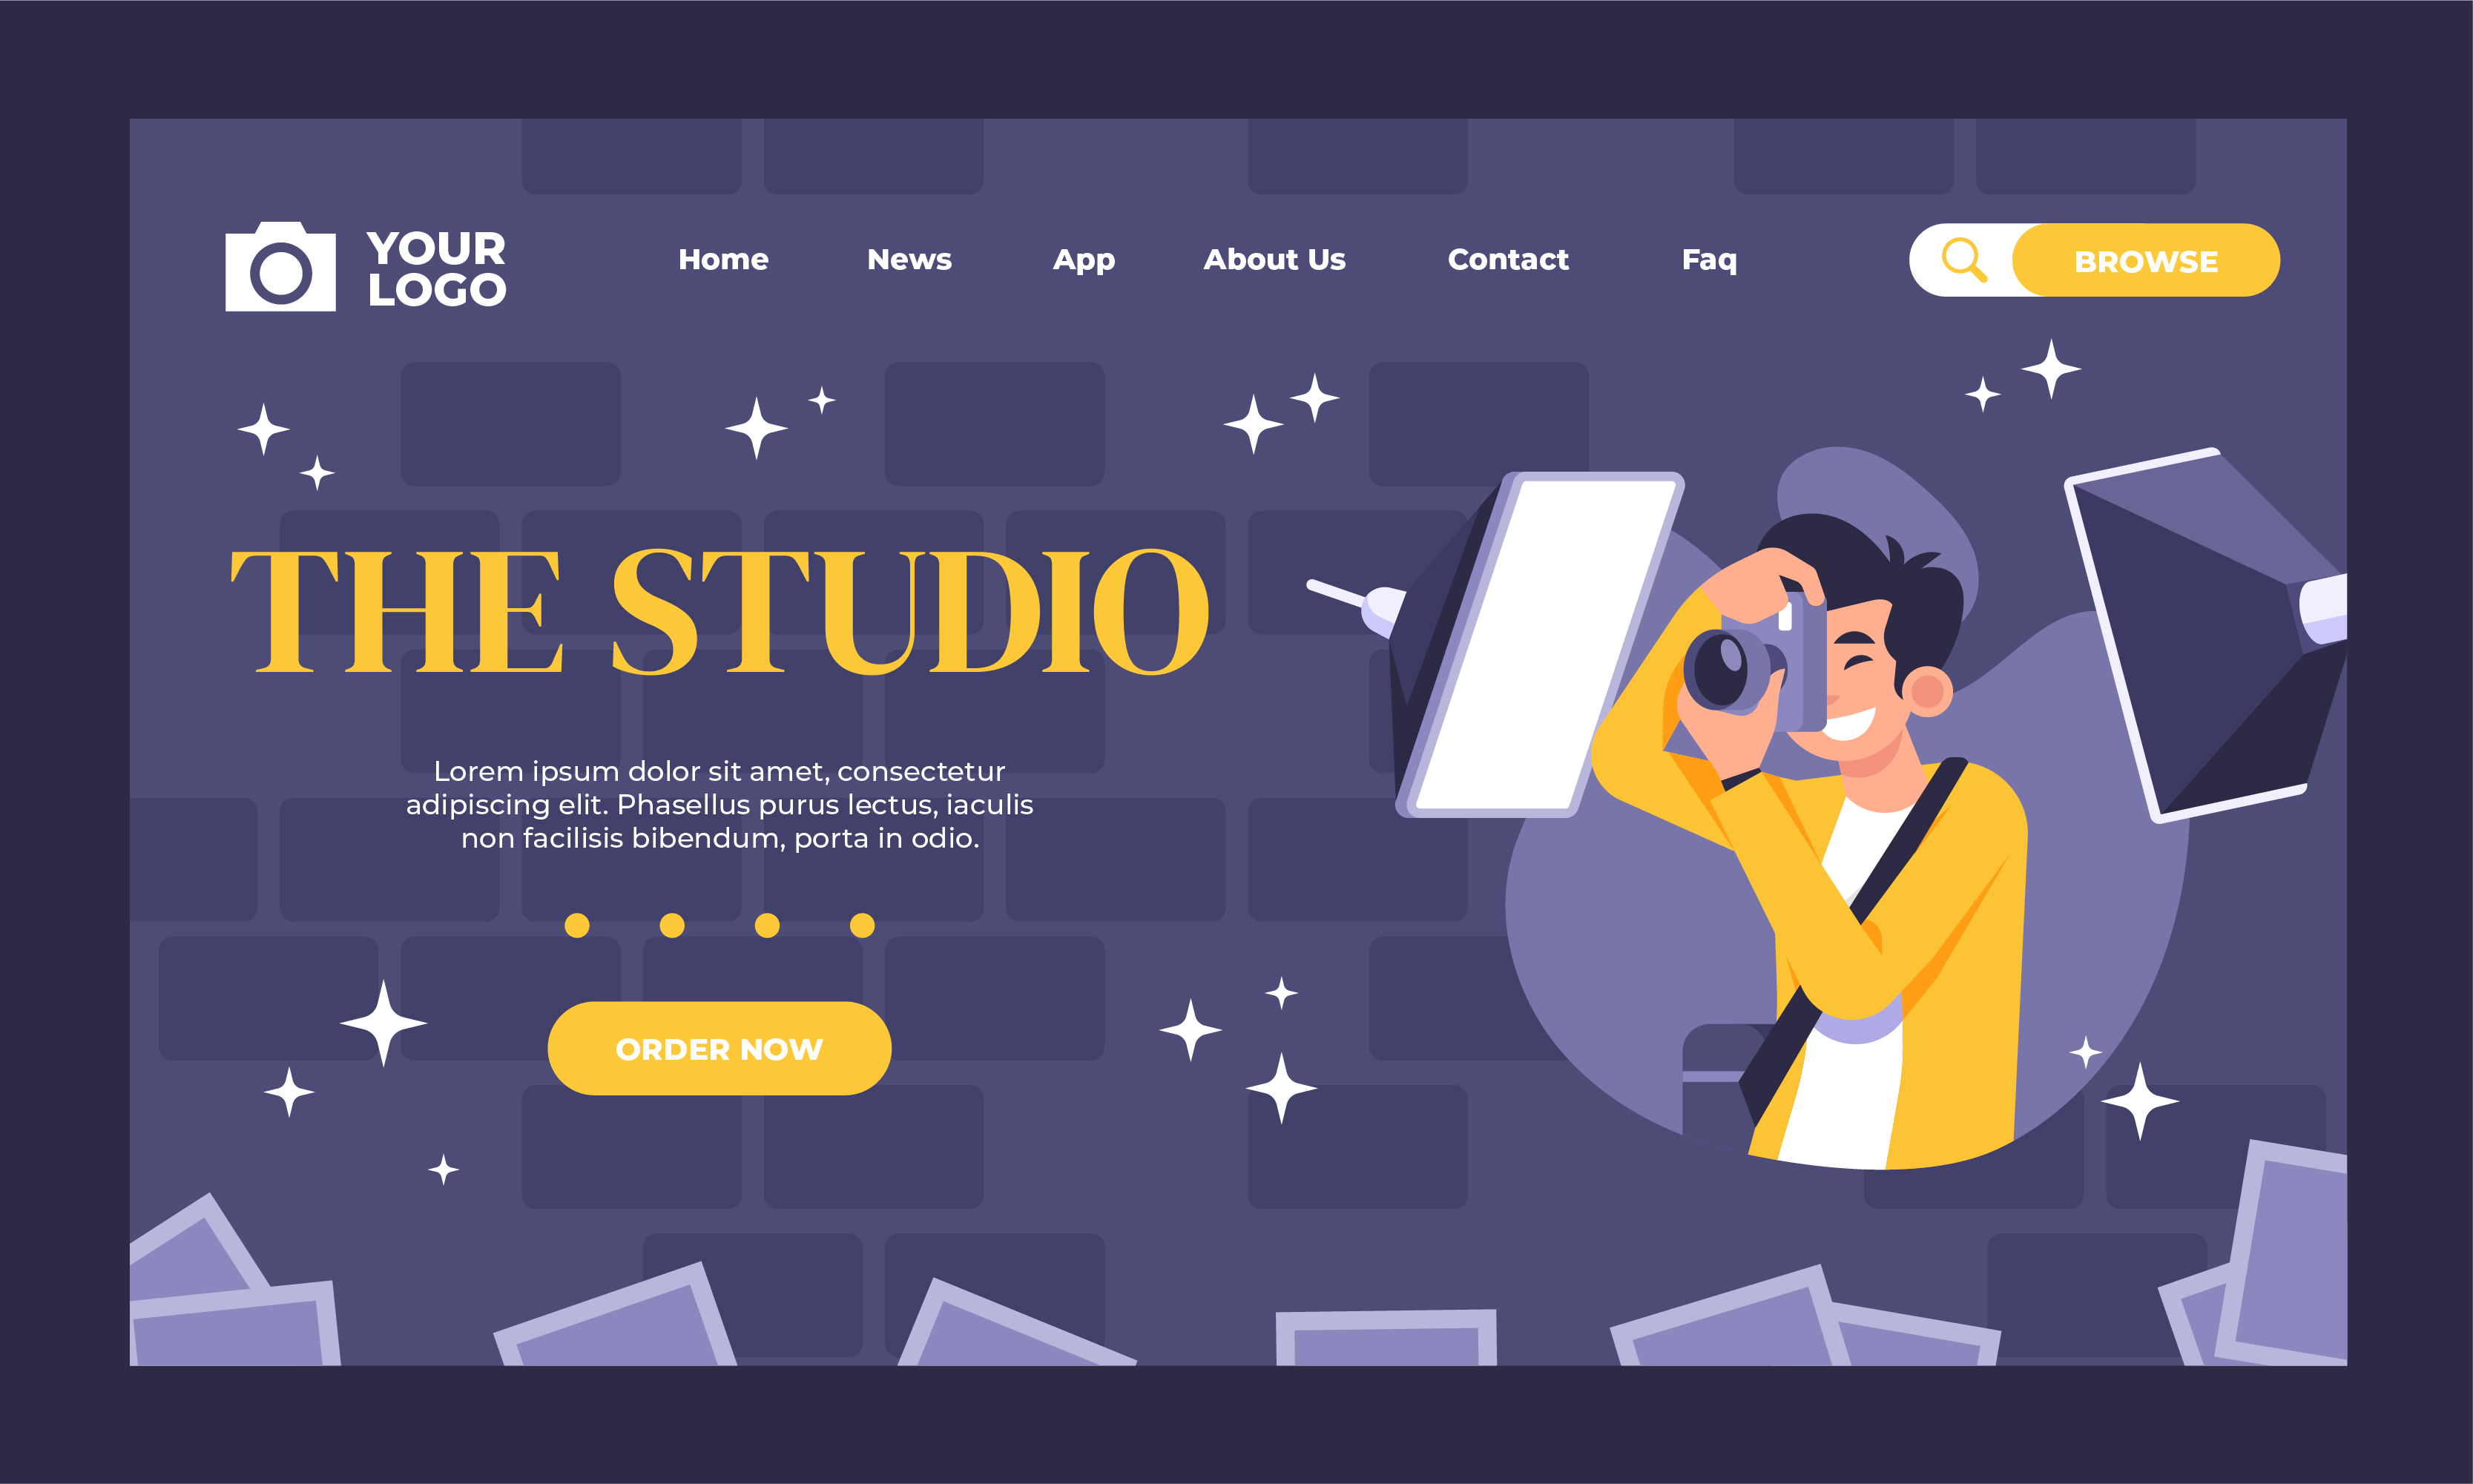 YOUR
LOGO
Home News App About Us Contact Faq
BROWSE
THE STUDIO
Lorem ipsum dolor sit amet, consectetur
adipiscing elit. Phasellus purus lectus, iaculis
non facilisis bibendum, porta in odio.
ORDER NOW